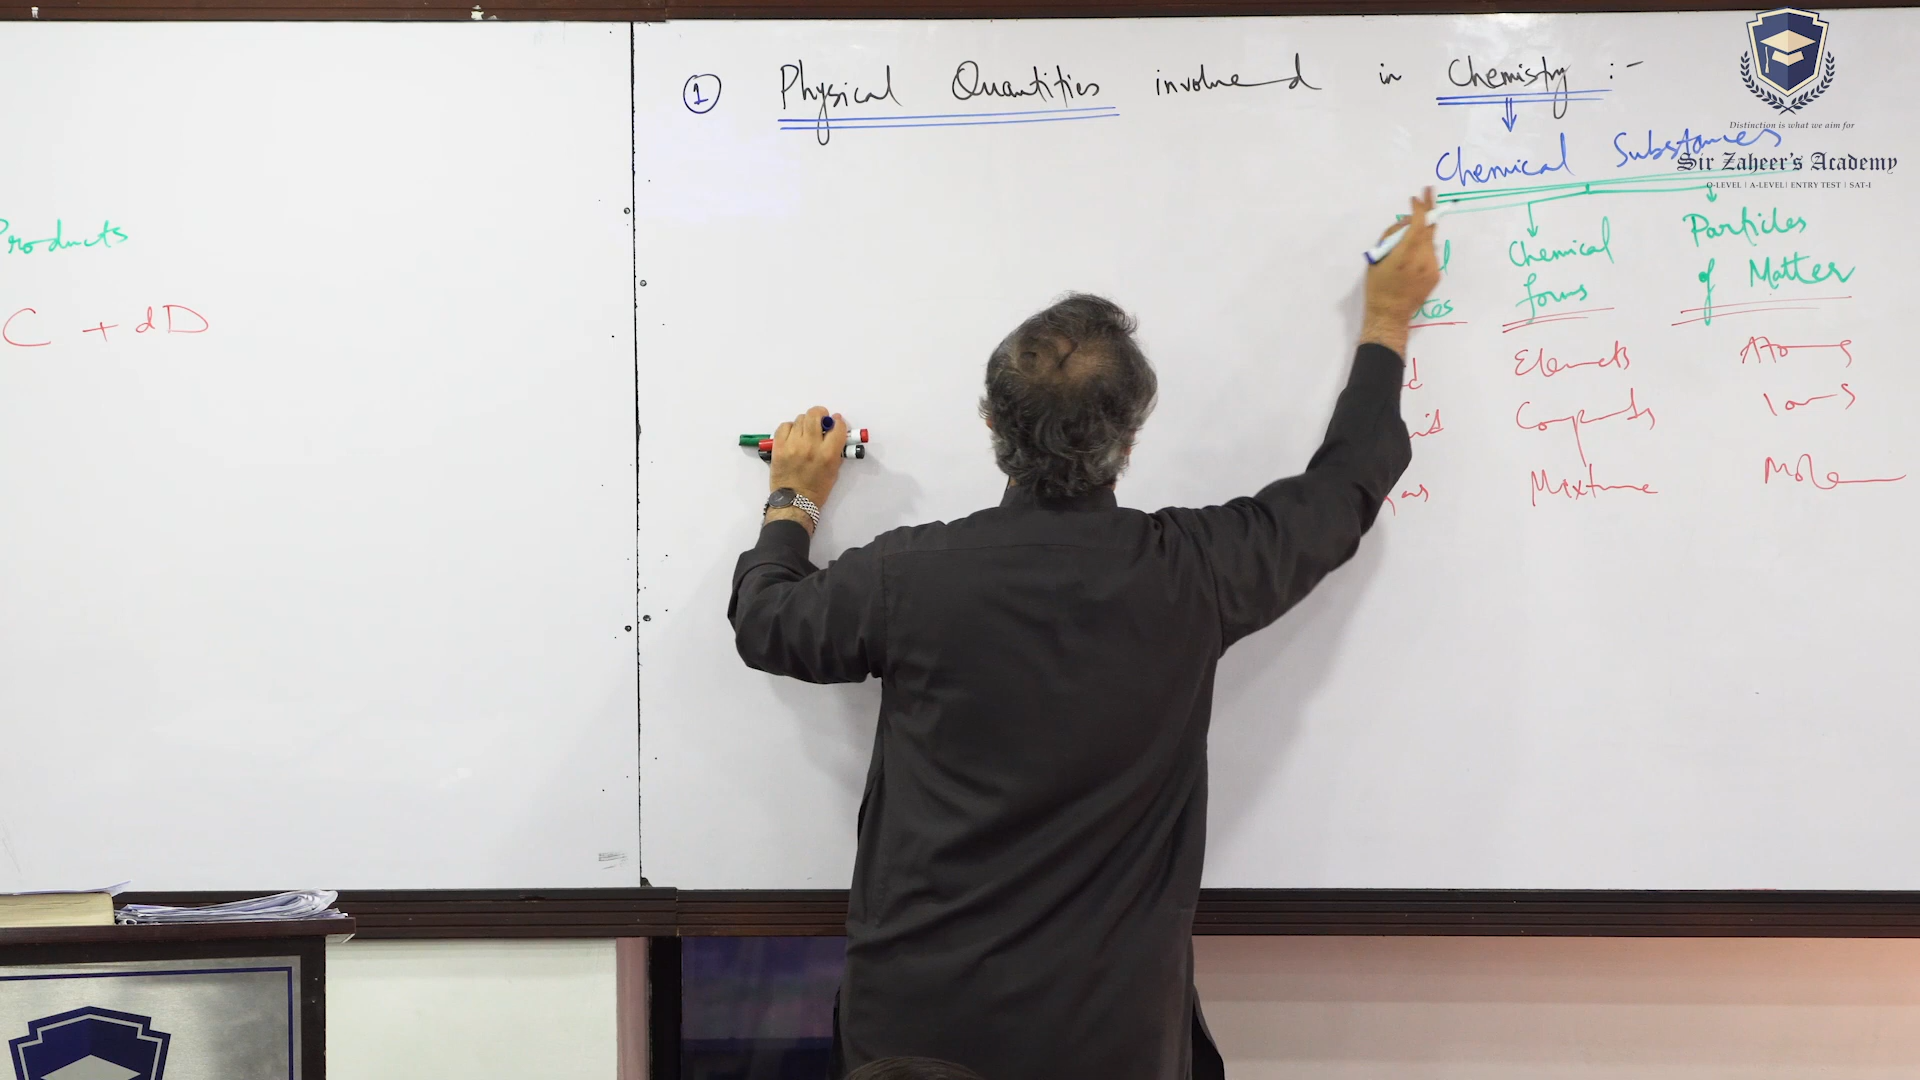 Products
C + dD
① Physical Quantities involved in Chemistry :-
Chemical Substances
Distinction is what we aim for
Sir Zaheer's Academy
O-LEVEL | A-LEVEL | ENTRY TEST | SAT-I
Chemical forms
Elements
Compounds
Mixture
Particles of Matter
Atoms
Ions
Mole